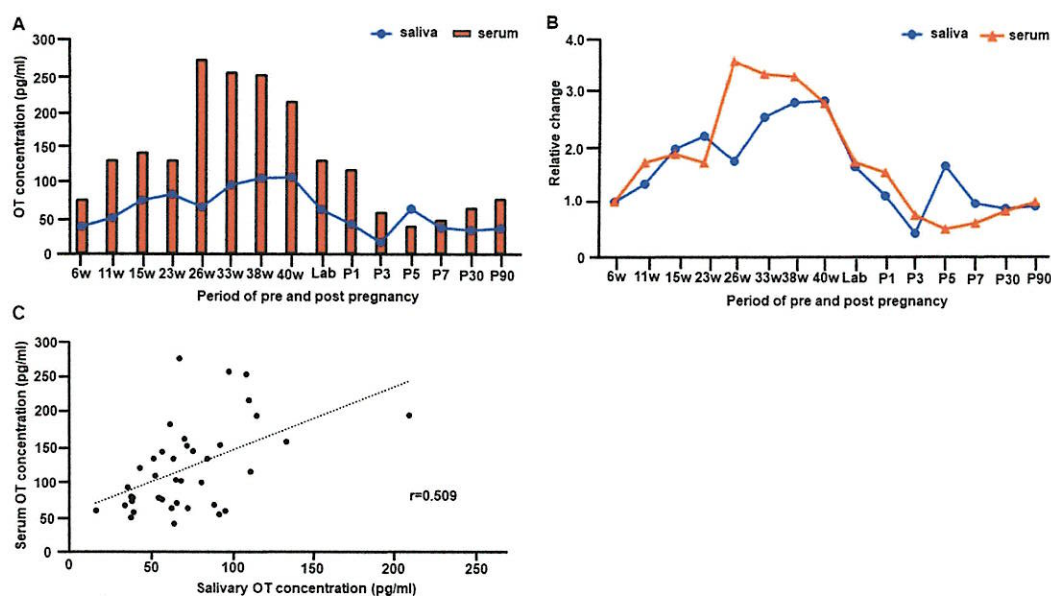 A
saliva serum
OT concentration (pg/ml)
300
250
200
150
100
50
0
6w 11w 15w 23w 26w 33w 38w 40w Lab P1 P3 P5 P7 P30 P90
Period of pre and post pregnancy
B
saliva serum
Relative change
4.0
3.0
2.0
1.0
0
6w 11w 15w 23w 26w 33w 38w 40w Lab P1 P3 P5 P7 P30 P90
Period of pre and post pregnancy
C
Serum OT concentration (pg/ml)
300
250
200
150
100
50
0
r=0.509
0 50 100 150 200 250
Salivary OT concentration (pg/ml)